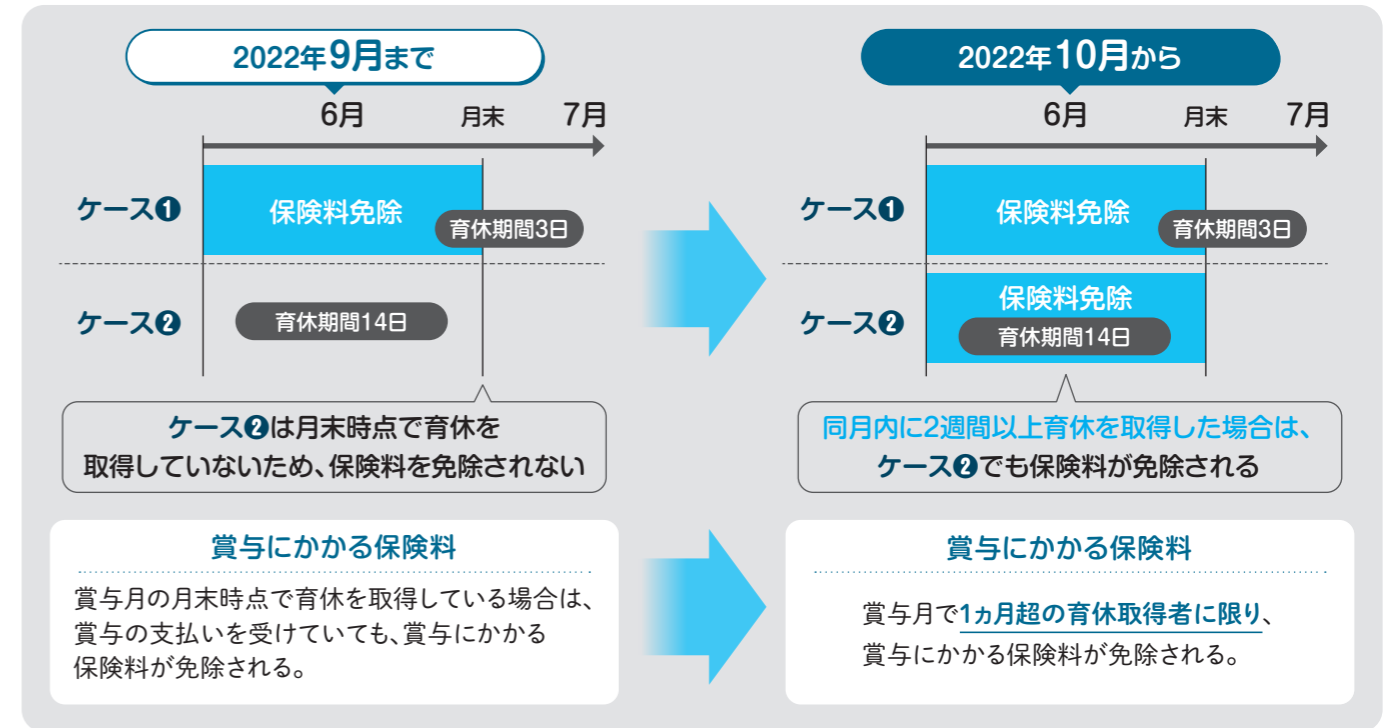 2022年9月まで
6月 月末 7月
ケース❶ 保険料免除 育休期間3日
ケース❷ 育休期間14日
ケース❷は月末時点で育休を
取得していないため、保険料を免除されない
賞与にかかる保険料
賞与月の月末時点で育休を取得している場合は、
賞与の支払いを受けていても、賞与にかかる
保険料が免除される。
2022年10月から
6月 月末 7月
ケース❶ 保険料免除 育休期間3日
ケース❷ 保険料免除
育休期間14日
同月内に2週間以上育休を取得した場合は、
ケース❷でも保険料が免除される
賞与にかかる保険料
賞与月で1ヵ月超の育休取得者に限り、
賞与にかかる保険料が免除される。